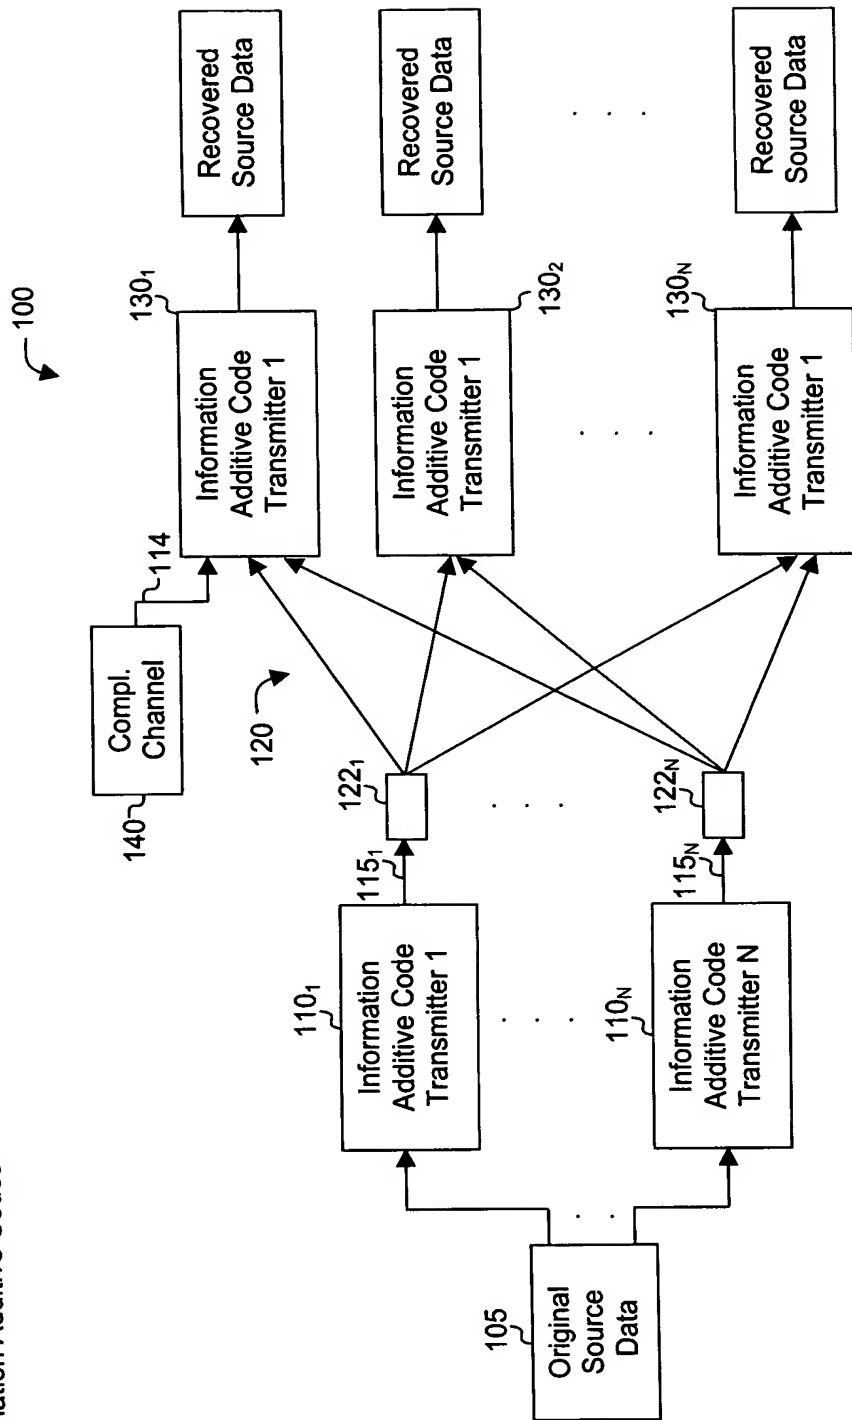 100
Compl.
Channel
140
114
120
130₁
Information
Additive Code
Transmitter 1
Recovered
Source Data
130₂
Information
Additive Code
Transmitter 1
Recovered
Source Data
130N
Information
Additive Code
Transmitter 1
Recovered
Source Data
105
Original
Source
Data
110₁
Information
Additive Code
Transmitter 1
115₁
122₁
110N
Information
Additive Code
Transmitter N
115N
122N
Additive Codes